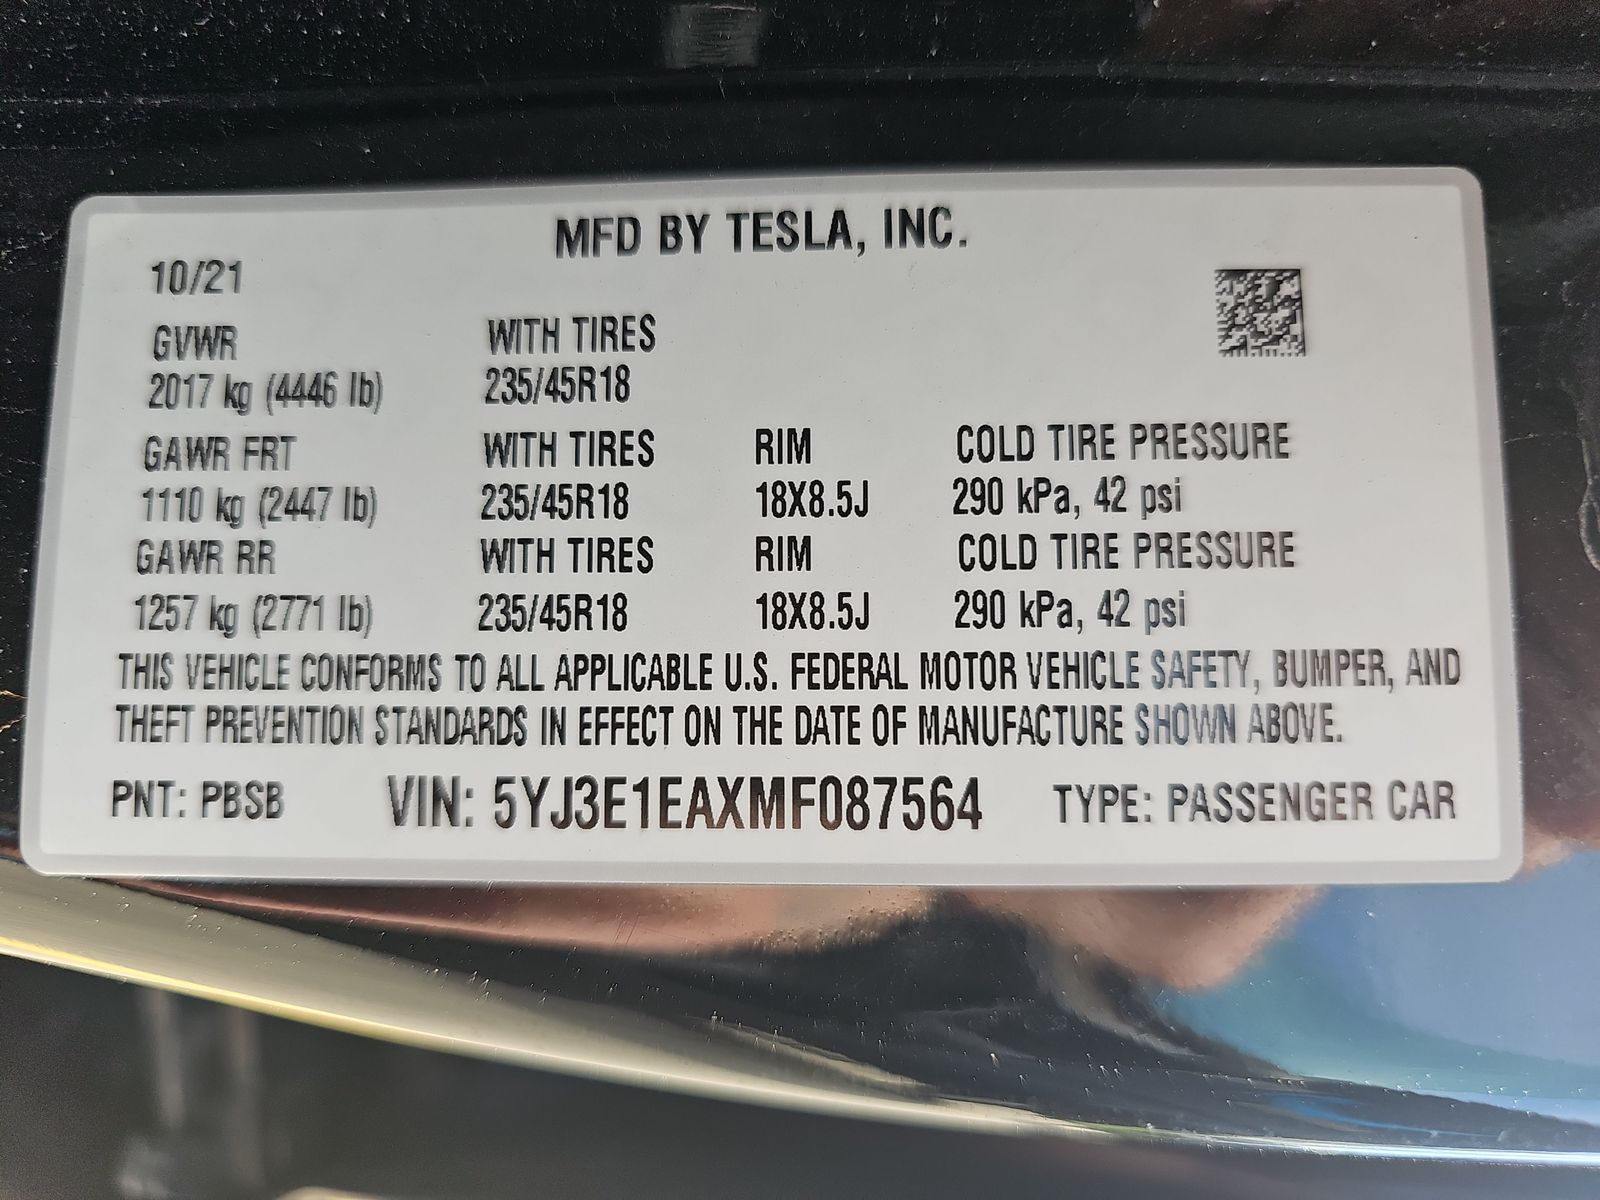 MFD BY TESLA, INC.
10/21
GVWR WITH TIRES
2017 kg (4446 lb) 235/45R18
GAWR FRT WITH TIRES RIM COLD TIRE PRESSURE
1110 kg (2447 lb) 235/45R18 18X8.5J 290 kPa, 42 psi
GAWR RR WITH TIRES RIM COLD TIRE PRESSURE
1257 kg (2771 lb) 235/45R18 18X8.5J 290 kPa, 42 psi
THIS VEHICLE CONFORMS TO ALL APPLICABLE U.S. FEDERAL MOTOR VEHICLE SAFETY, BUMPER, AND
THEFT PREVENTION STANDARDS IN EFFECT ON THE DATE OF MANUFACTURE SHOWN ABOVE.
PNT: PBSB VIN: 5YJ3E1EAXMF087564 TYPE: PASSENGER CAR